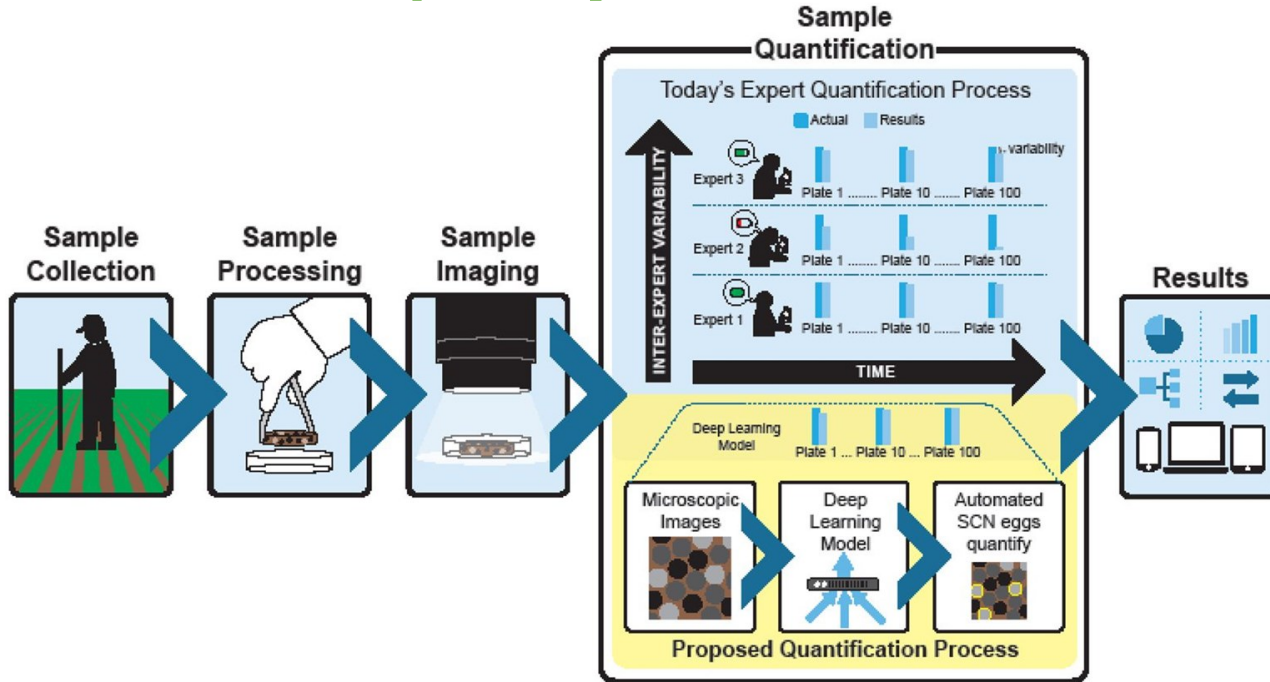 Sample
Quantification
Today's Expert Quantification Process
Actual Results
INTER-EXPERT VARIABILITY
variability
Expert 3
Plate 1 ........ Plate 10 ........ Plate 100
Expert 2
Plate 1 ........ Plate 10 ........ Plate 100
Expert 1
Plate 1 ........ Plate 10 ........ Plate 100
TIME
Sample
Collection
Sample
Processing
Sample
Imaging
Results
Deep Learning
Model
Plate 1 ... Plate 10 ... Plate 100
Microscopic
Images
Deep
Learning
Model
Automated
SCN eggs
quantify
Proposed Quantification Process